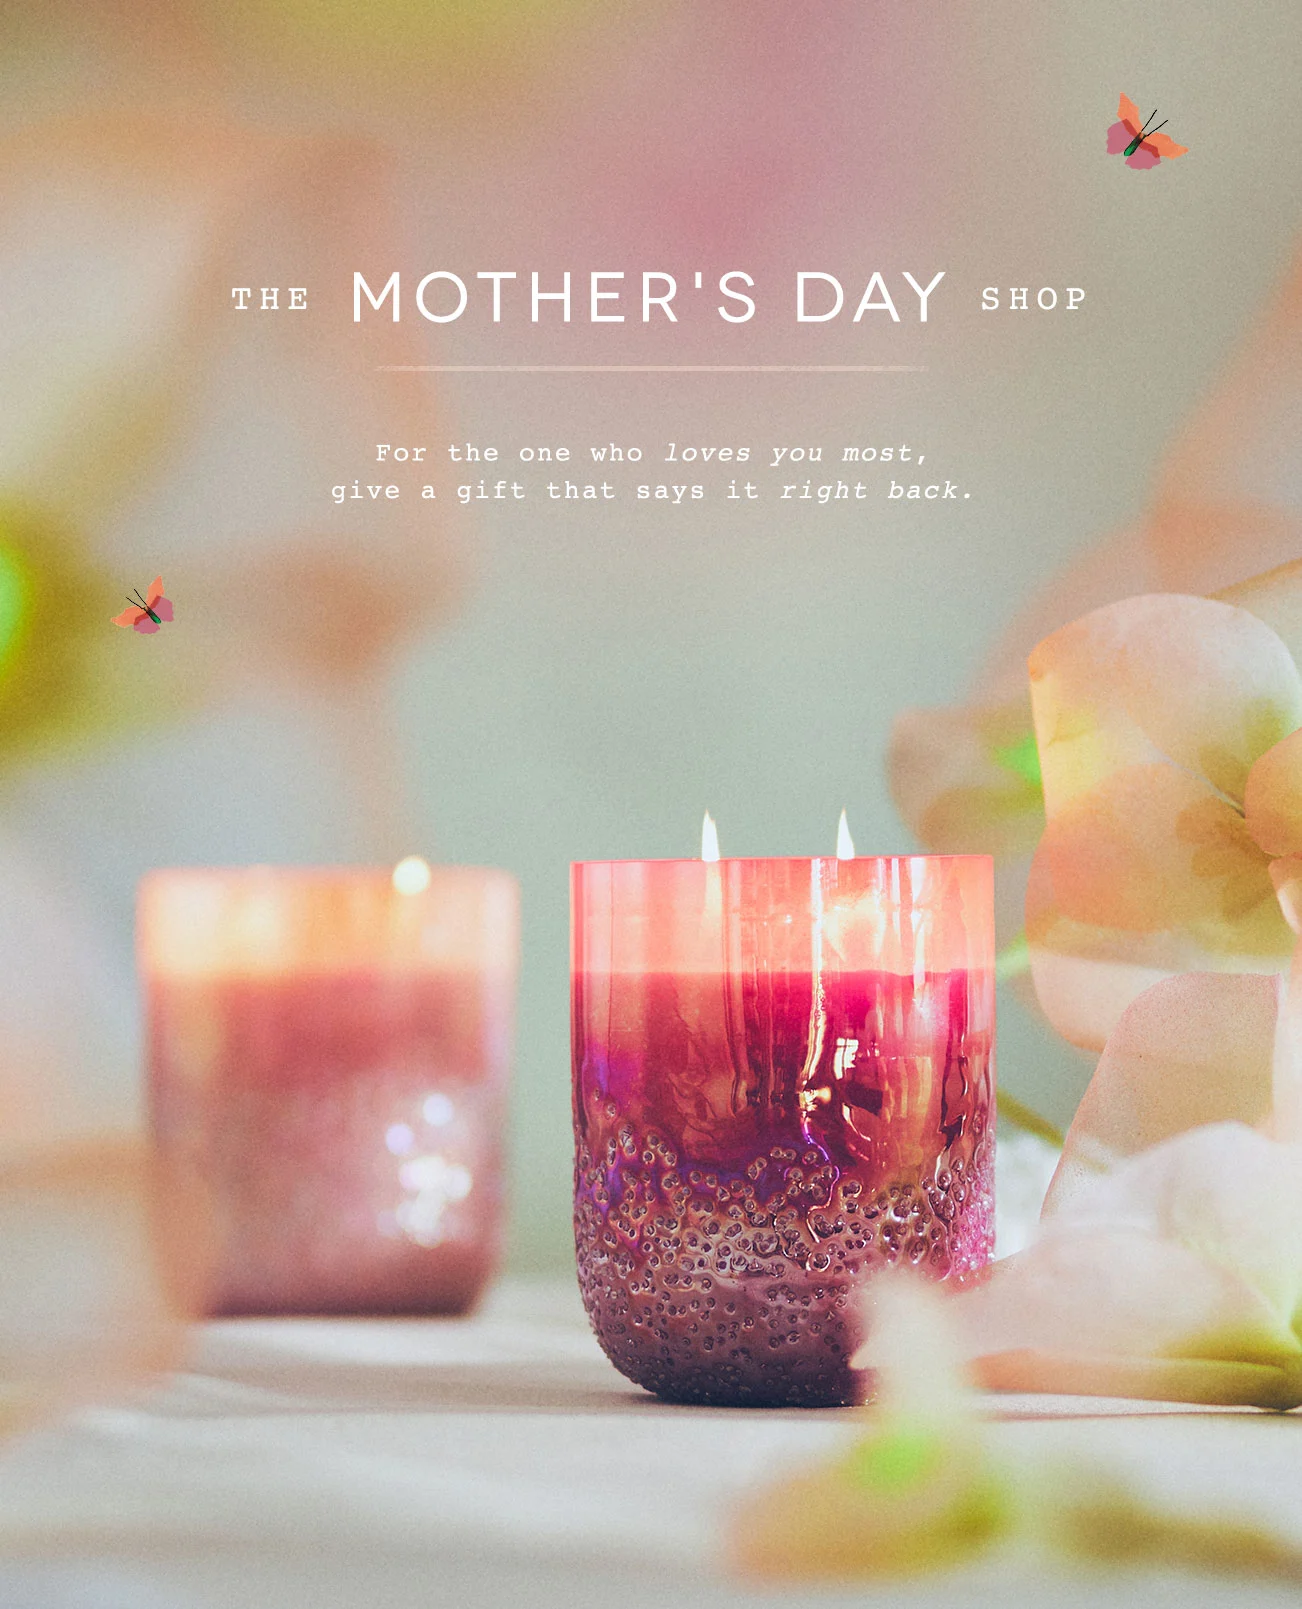 THE MOTHER'S DAY SHOP
For the one who loves you most,
give a gift that says it right back.